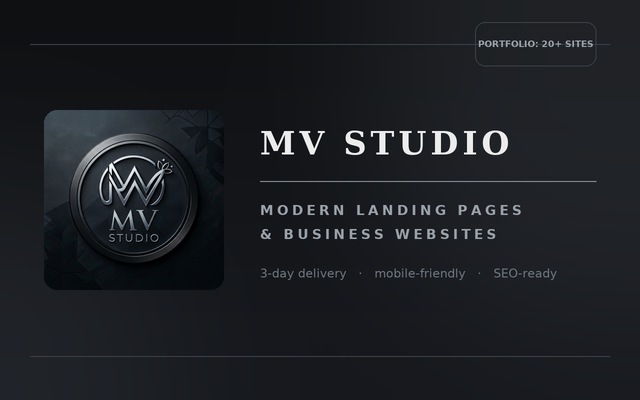 PORTFOLIO: 20+ SITES
MV STUDIO
MODERN LANDING PAGES
& BUSINESS WEBSITES
3-day delivery · mobile-friendly · SEO-ready
MV
STUDIO